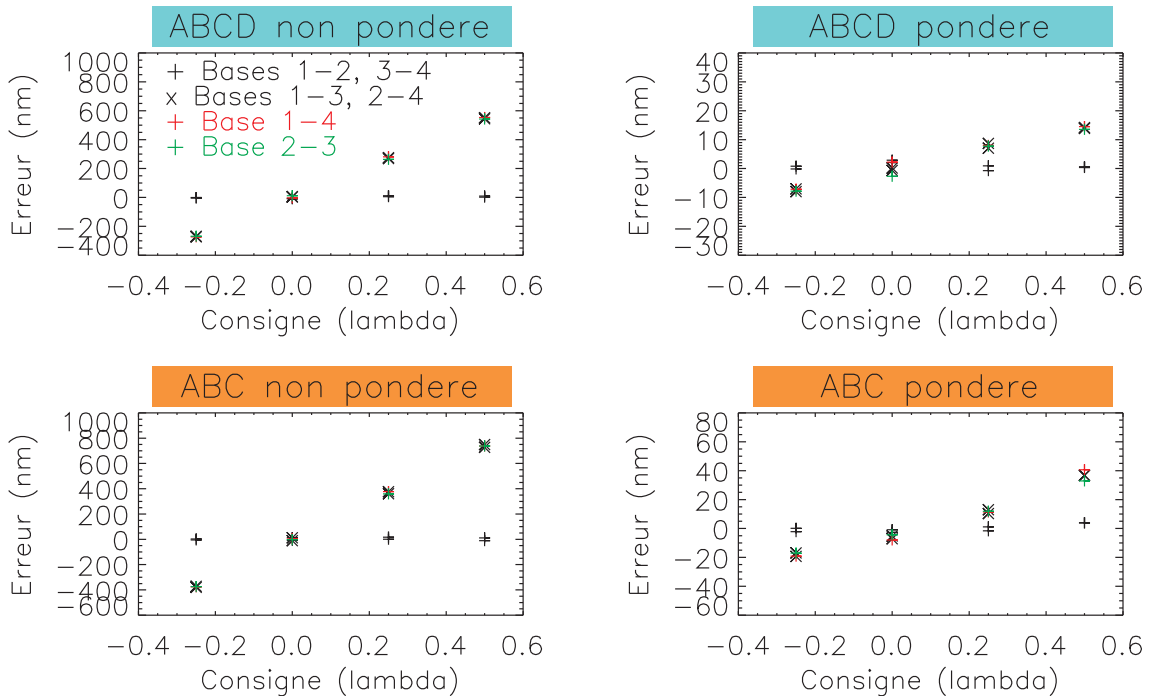 ABCD non pondere
1000
800
600
400
200
0
−200
−400
Erreur (nm)
+ Bases 1−2, 3−4
x Bases 1−3, 2−4
+ Base 1−4
+ Base 2−3
−0.4 −0.2 0.0 0.2 0.4 0.6
Consigne (lambda)
ABCD pondere
40
30
20
10
0
−10
−20
−30
Erreur (nm)
−0.4 −0.2 0.0 0.2 0.4 0.6
Consigne (lambda)
ABC non pondere
1000
800
600
400
200
0
−200
−400
−600
Erreur (nm)
−0.4 −0.2 0.0 0.2 0.4 0.6
Consigne (lambda)
ABC pondere
80
60
40
20
0
−20
−40
−60
Erreur (nm)
−0.4 −0.2 0.0 0.2 0.4 0.6
Consigne (lambda)